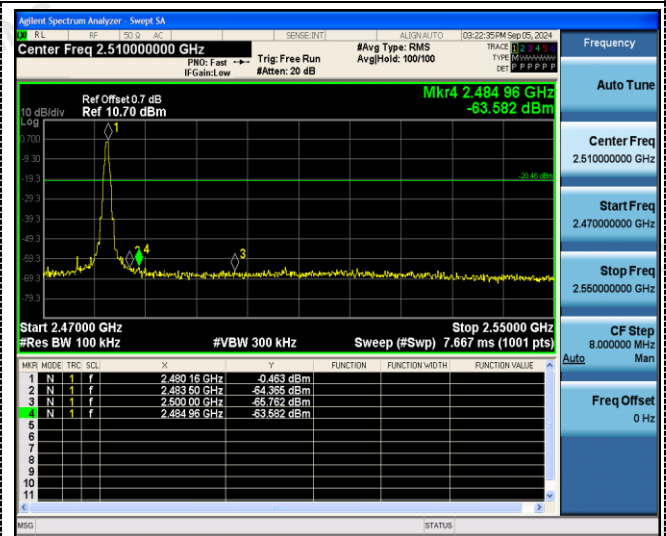 Agilent Spectrum Analyzer - Swept SA
RL RF 50 Ω AC SENSE:INT ALIGNAUTO 03:22:35PM Sep 05, 2024
Center Freq 2.510000000 GHz
PNO: Fast
IFGain:Low
Trig: Free Run
#Atten: 20 dB
#Avg Type: RMS
Avg|Hold: 100/100
TRACE 1 2 3 4 5 6
TYPE
DET P P P P P P
Mkr4 2.484 96 GHz
-63.582 dBm
Ref Offset 0.7 dB
10 dB/div Ref 10.70 dBm
Log
0.700
-9.30
-19.3
-29.3
-39.3
-49.3
-59.3
-69.3
-79.3
-20.46 dBm
1
2 4
3
Start 2.47000 GHz Stop 2.55000 GHz
#Res BW 100 kHz #VBW 300 kHz Sweep (#Swp) 7.667 ms (1001 pts)
MKR MODE TRC SCL X Y FUNCTION FUNCTION WIDTH FUNCTION VALUE
1 N 1 f 2.480 16 GHz -0.463 dBm
2 N 1 f 2.483 50 GHz -64.365 dBm
3 N 1 f 2.500 00 GHz -65.762 dBm
4 N 1 f 2.484 96 GHz -63.582 dBm
5
6
7
8
9
10
11
MSG STATUS
Frequency
Auto Tune
Center Freq
2.510000000 GHz
Start Freq
2.470000000 GHz
Stop Freq
2.550000000 GHz
CF Step
8.000000 MHz
Auto Man
Freq Offset
0 Hz